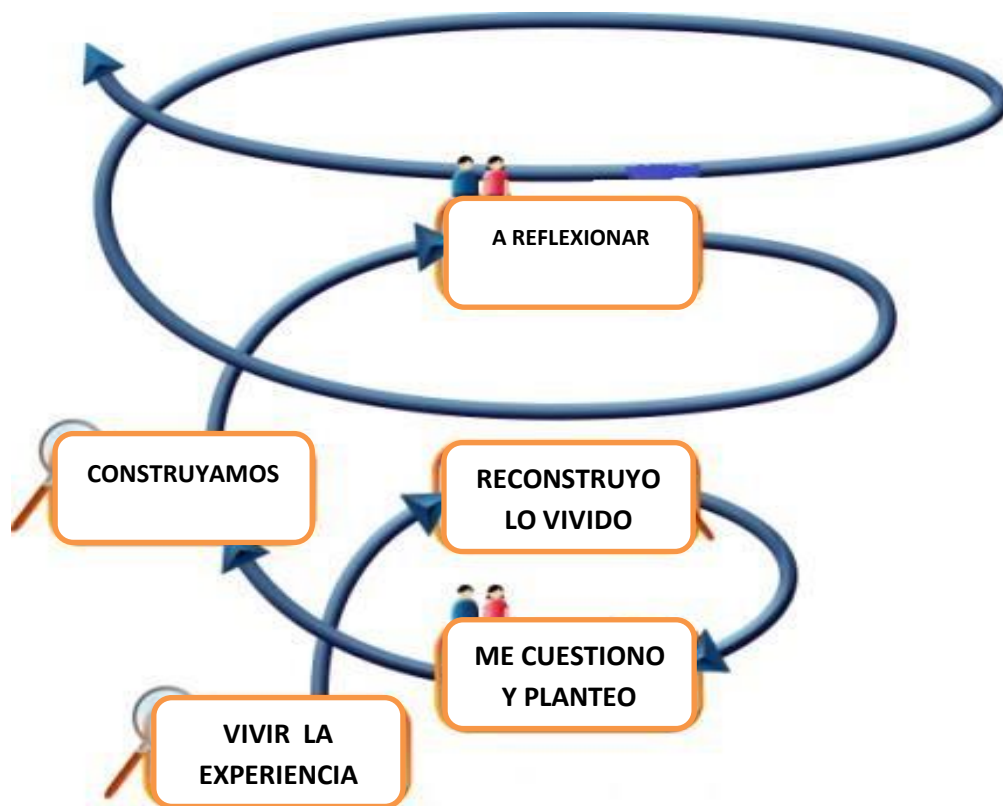 A REFLEXIONAR
CONSTRUYAMOS
RECONSTRUYO
LO VIVIDO
ME CUESTIONO
Y PLANTEO
VIVIR LA
EXPERIENCIA